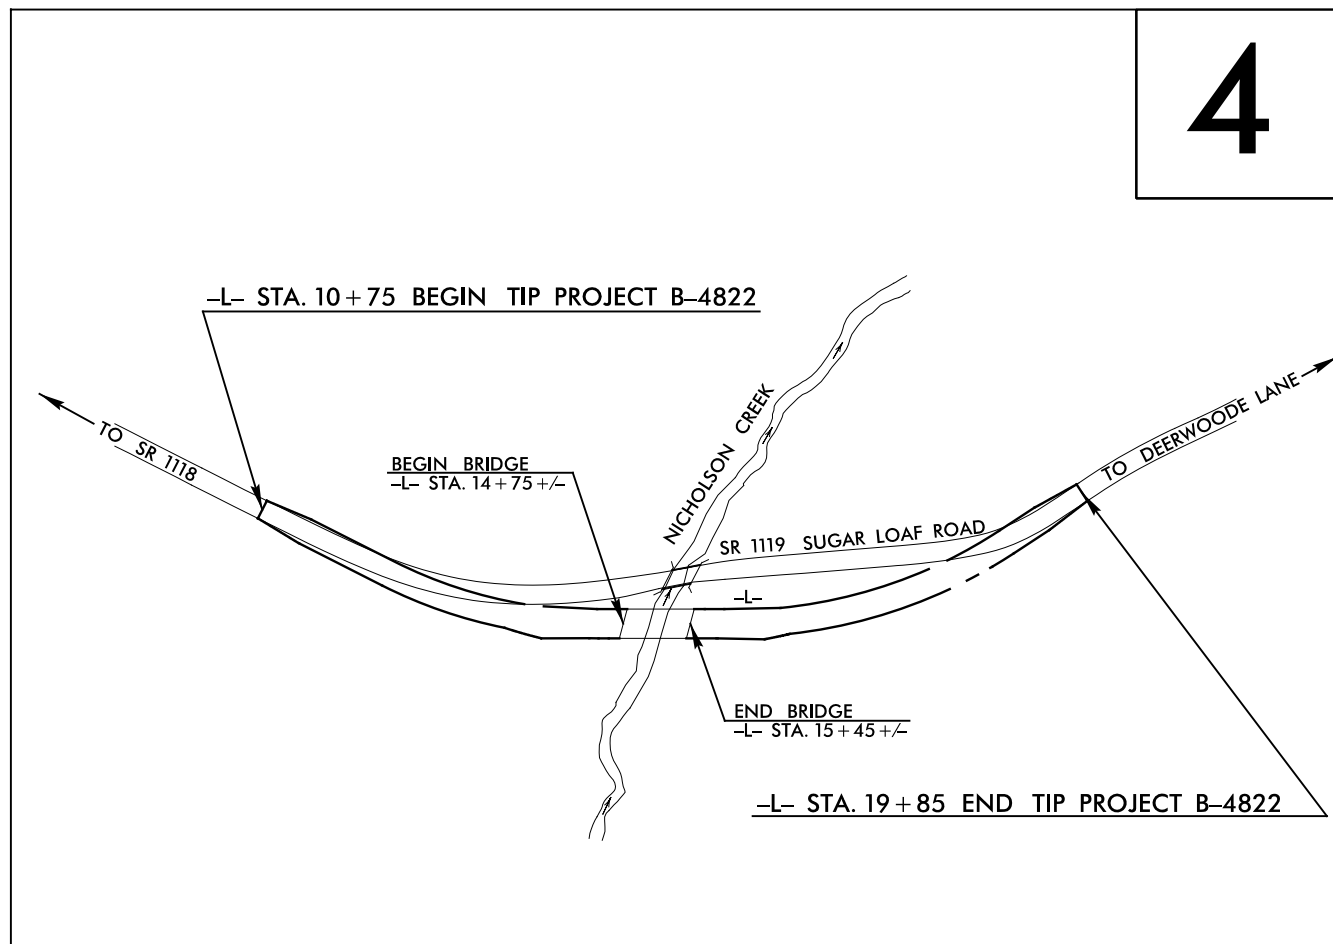 4
–L– STA. 10+75 BEGIN TIP PROJECT B–4822
TO SR 1118
BEGIN BRIDGE
–L– STA. 14+75 +/–
NICHOLSON CREEK
SR 1119 SUGAR LOAF ROAD
TO DEERWOODE LANE
–L–
END BRIDGE
–L– STA. 15+45 +/–
–L– STA. 19+85 END TIP PROJECT B–4822